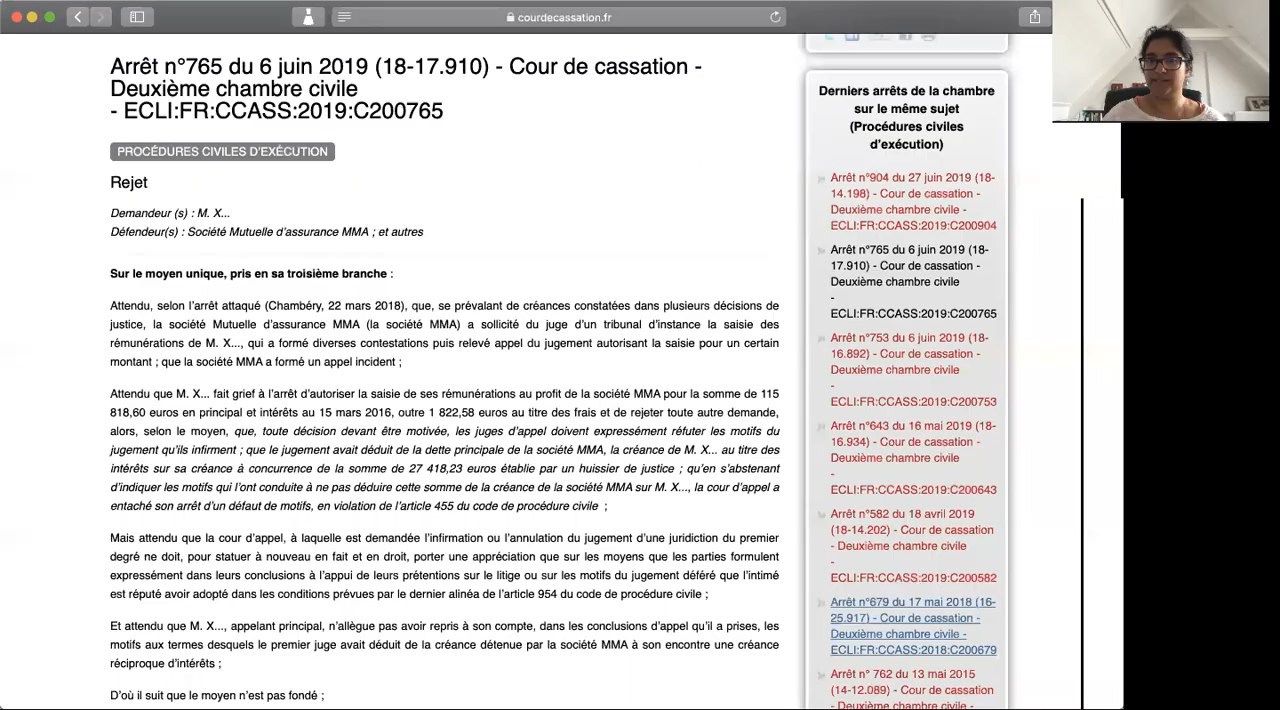 courdecassation.fr
Arrêt n°765 du 6 juin 2019 (18-17.910) - Cour de cassation -
Deuxième chambre civile
- ECLI:FR:CCASS:2019:C200765
PROCÉDURES CIVILES D'EXÉCUTION
Rejet
Demandeur (s) : M. X...
Défendeur(s) : Société Mutuelle d'assurance MMA ; et autres
Sur le moyen unique, pris en sa troisième branche :
Attendu, selon l'arrêt attaqué (Chambéry, 22 mars 2018), que, se prévalant de créances constatées dans plusieurs décisions de
justice, la société Mutuelle d'assurance MMA (la société MMA) a sollicité du juge d'un tribunal d'instance la saisie des
rémunérations de M. X..., qui a formé diverses contestations puis relevé appel du jugement autorisant la saisie pour un certain
montant ; que la société MMA a formé un appel incident ;
Attendu que M. X... fait grief à l'arrêt d'autoriser la saisie de ses rémunérations au profit de la société MMA pour la somme de 115
818,60 euros en principal et intérêts au 15 mars 2016, outre 1 822,58 euros au titre des frais et de rejeter toute autre demande,
alors, selon le moyen, que, toute décision devant être motivée, les juges d'appel doivent expressément réfuter les motifs du
jugement qu'ils infirment ; que le jugement avait déduit de la dette principale de la société MMA, la créance de M. X... au titre des
intérêts sur sa créance à concurrence de la somme de 27 418,23 euros établie par un huissier de justice ; qu'en s'abstenant
d'indiquer les motifs qui l'ont conduite à ne pas déduire cette somme de la créance de la société MMA sur M. X..., la cour d'appel a
entaché son arrêt d'un défaut de motifs, en violation de l'article 455 du code de procédure civile ;
Mais attendu que la cour d'appel, à laquelle est demandée l'infirmation ou l'annulation du jugement d'une juridiction du premier
degré ne doit, pour statuer à nouveau en fait et en droit, porter une appréciation que sur les moyens que les parties formulent
expressément dans leurs conclusions à l'appui de leurs prétentions sur le litige ou sur les motifs du jugement déféré que l'intimé
est réputé avoir adopté dans les conditions prévues par le dernier alinéa de l'article 954 du code de procédure civile ;
Et attendu que M. X..., appelant principal, n'allègue pas avoir repris à son compte, dans les conclusions d'appel qu'il a prises, les
motifs aux termes desquels le premier juge avait déduit de la créance détenue par la société MMA à son encontre une créance
réciproque d'intérêts ;
D'où il suit que le moyen n'est pas fondé ;
Derniers arrêts de la chambre
sur le même sujet
(Procédures civiles
d'exécution)
Arrêt n°904 du 27 juin 2019 (18-
14.198) - Cour de cassation -
Deuxième chambre civile -
ECLI:FR:CCASS:2019:C200904
Arrêt n°765 du 6 juin 2019 (18-
17.910) - Cour de cassation -
Deuxième chambre civile
-
ECLI:FR:CCASS:2019:C200765
Arrêt n°753 du 6 juin 2019 (18-
16.892) - Cour de cassation -
Deuxième chambre civile
-
ECLI:FR:CCASS:2019:C200753
Arrêt n°643 du 16 mai 2019 (18-
16.934) - Cour de cassation -
Deuxième chambre civile
-
ECLI:FR:CCASS:2019:C200643
Arrêt n°582 du 18 avril 2019
(18-14.202) - Cour de cassation
- Deuxième chambre civile
-
ECLI:FR:CCASS:2019:C200582
Arrêt n°679 du 17 mai 2018 (16-
25.917) - Cour de cassation -
Deuxième chambre civile -
ECLI:FR:CCASS:2018:C200679
Arrêt n° 762 du 13 mai 2015
(14-12.089) - Cour de cassation
- Deuxième chambre civile -